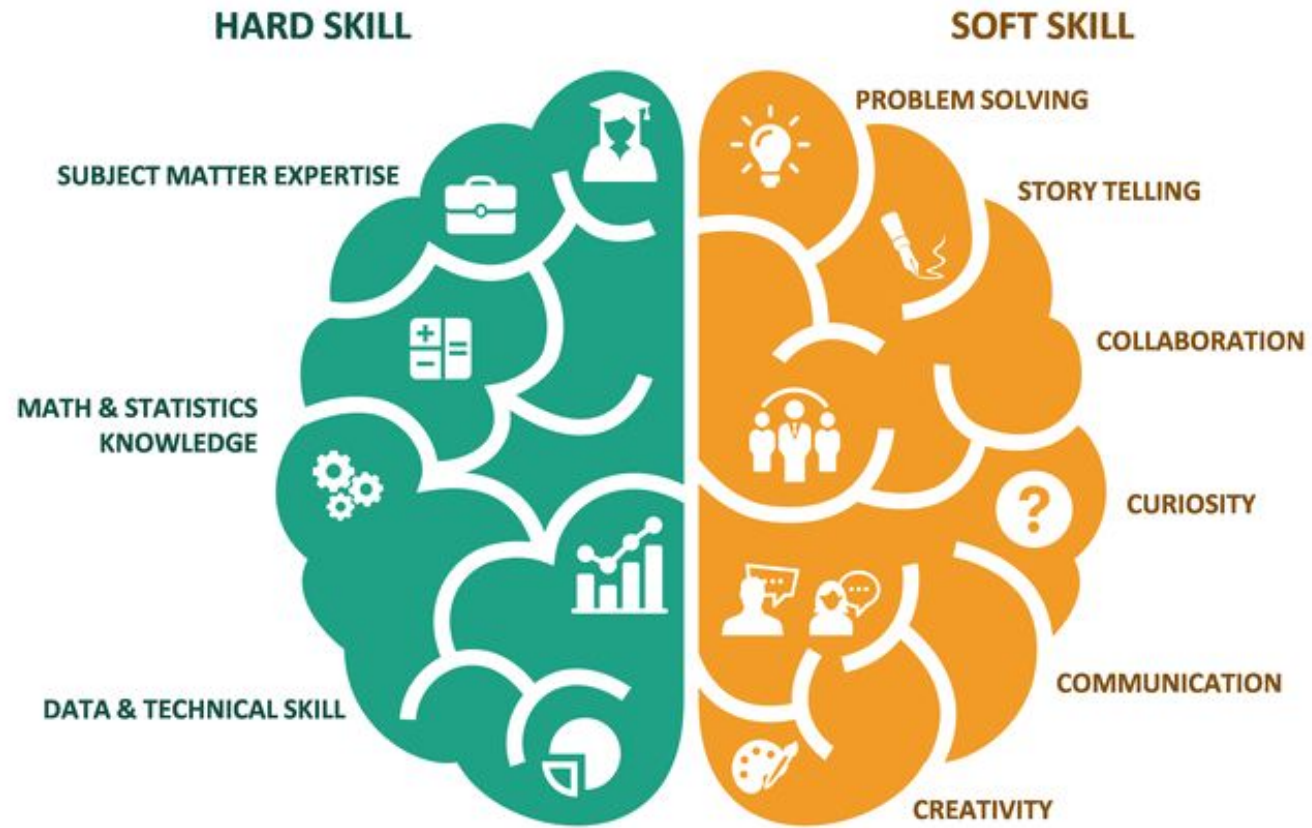 HARD SKILL
SUBJECT MATTER EXPERTISE
MATH & STATISTICS
KNOWLEDGE
DATA & TECHNICAL SKILL
SOFT SKILL
PROBLEM SOLVING
STORY TELLING
COLLABORATION
CURIOSITY
COMMUNICATION
CREATIVITY